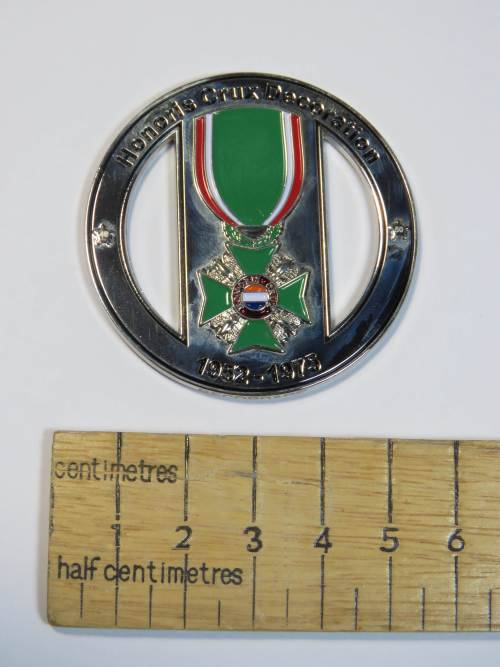 Honoris Crux Decoration
1952-1975
centimetres
1 2 3 4 5 6
half centimetres